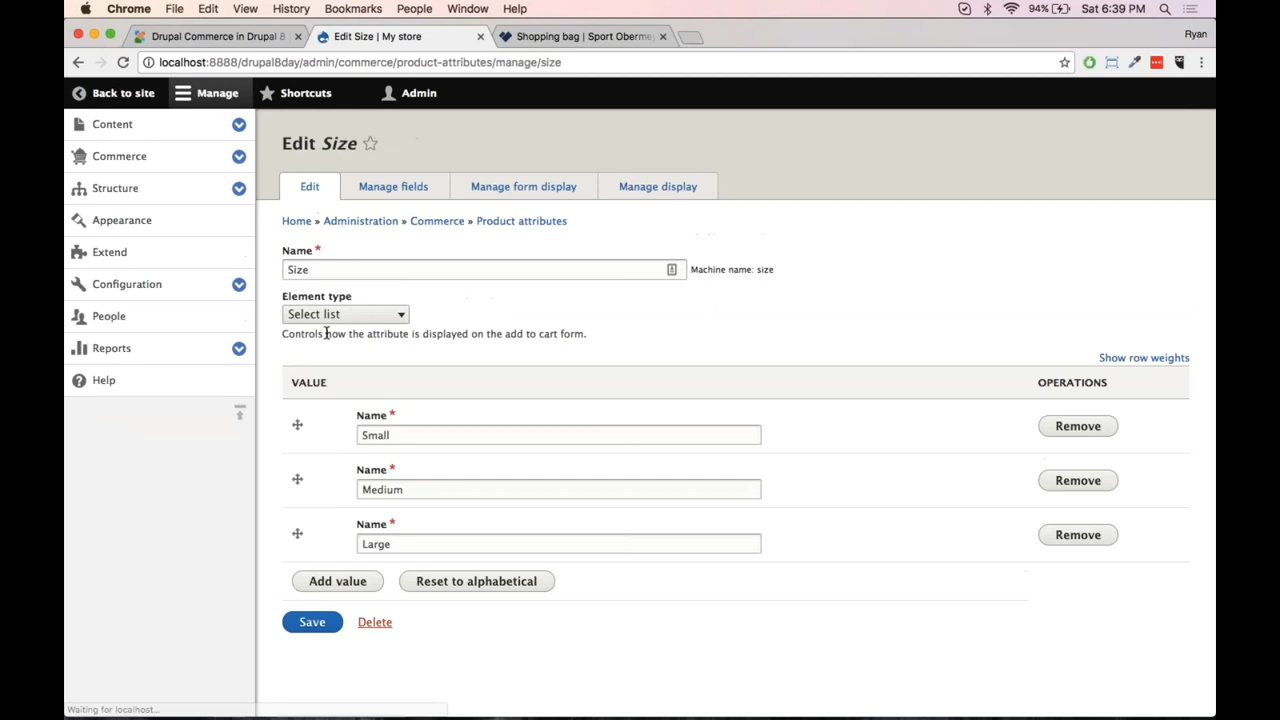 Chrome File Edit View History Bookmarks People Window Help 94% Sat 6:39 PM
Drupal Commerce in Drupal 8 Edit Size | My store Shopping bag | Sport Oberme Ryan
localhost:8888/drupal8day/admin/commerce/product-attributes/manage/size
Back to site Manage Shortcuts Admin
Content
Commerce
Structure
Appearance
Extend
Configuration
People
Reports
Help
Edit Size
Edit Manage fields Manage form display Manage display
Home » Administration » Commerce » Product attributes
Name *
Size Machine name: size
Element type
Select list
Controls how the attribute is displayed on the add to cart form.
Show row weights
VALUE OPERATIONS
Name *
Small Remove
Name *
Medium Remove
Name *
Large Remove
Add value Reset to alphabetical
Save Delete
Waiting for localhost...